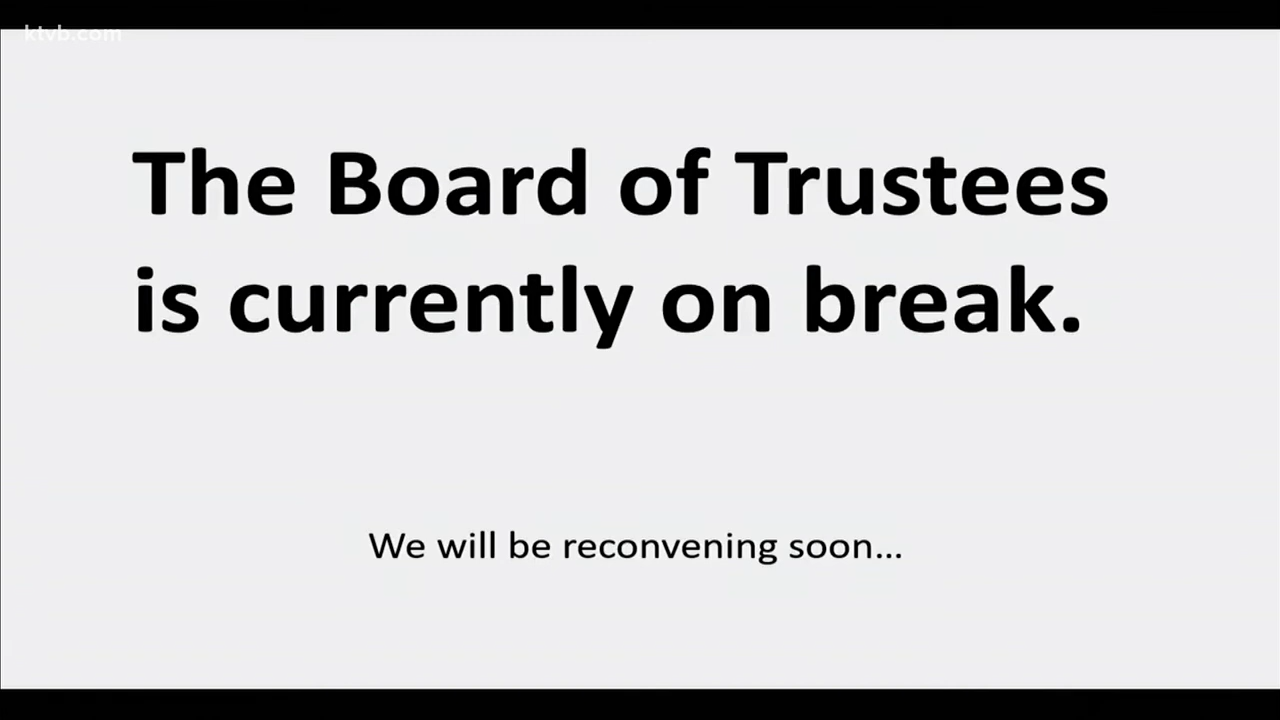 ktvb.com
The Board of Trustees
is currently on break.
We will be reconvening soon...